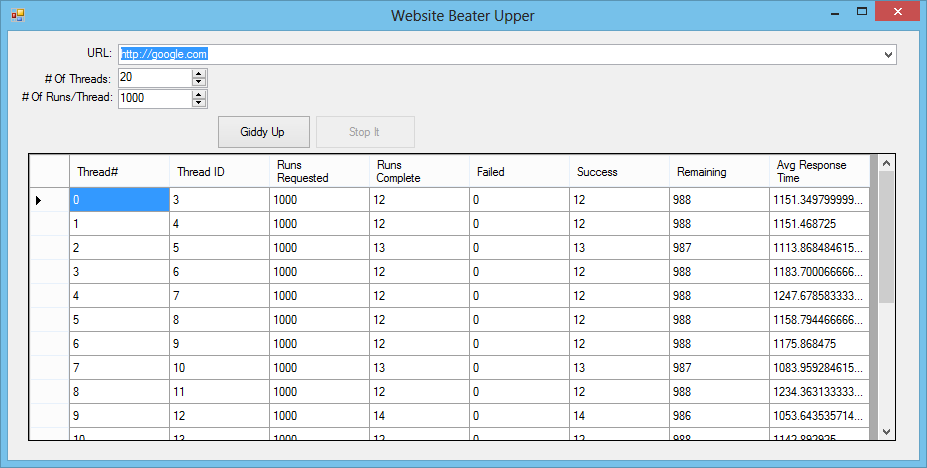 Website Beater Upper
URL: http://google.com
# Of Threads: 20
# Of Runs/Thread: 1000
Giddy Up Stop It
Thread# Thread ID Runs Requested Runs Complete Failed Success Remaining Avg Response Time
0 3 1000 12 0 12 988 1151.349799999...
1 4 1000 12 0 12 988 1151.468725
2 5 1000 13 0 13 987 1113.868484615...
3 6 1000 12 0 12 988 1183.700066666...
4 7 1000 12 0 12 988 1247.678583333...
5 8 1000 12 0 12 988 1158.794466666...
6 9 1000 12 0 12 988 1175.868475
7 10 1000 13 0 13 987 1083.959284615...
8 11 1000 12 0 12 988 1234.363133333...
9 12 1000 14 0 14 986 1053.643535714...
10 13 1000 12 0 12 988 1142.892925